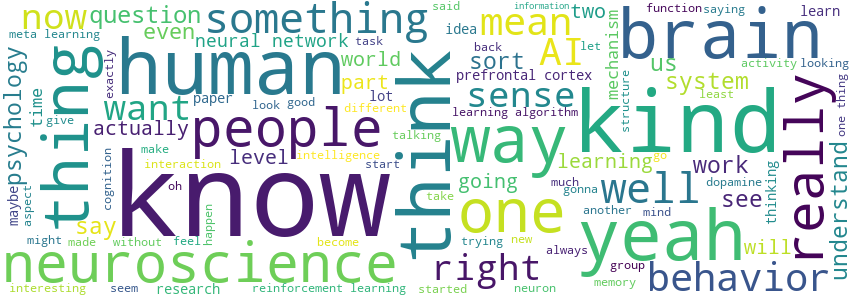 now
question
something
mean
information
two
function
saying
learn
said
even
idea
brain
meta learning
neural network
task
back
let
mechanism
activity
looking
AI
thing
human
world
sort
prefrontal cortex
us
psychology
time
exactly
want
paper
look
good
part
lot
think
sense
system
structure
least
one thing
give
actually
people
different
talking
learning algorithm
way
kind
really
make
level
intelligence
learning
go
work
cognition
interaction
start
going
well
dopamine
thinking
understand
maybe
aspect
oh
know
take
much
gonna
see
say
one
another
mind
yeah
might
made
without
feel
happen
become
trying
new
always
group
will
neuroscience
right
behavior
interesting
seem
research
reinforcement learning
started
neuron
memory